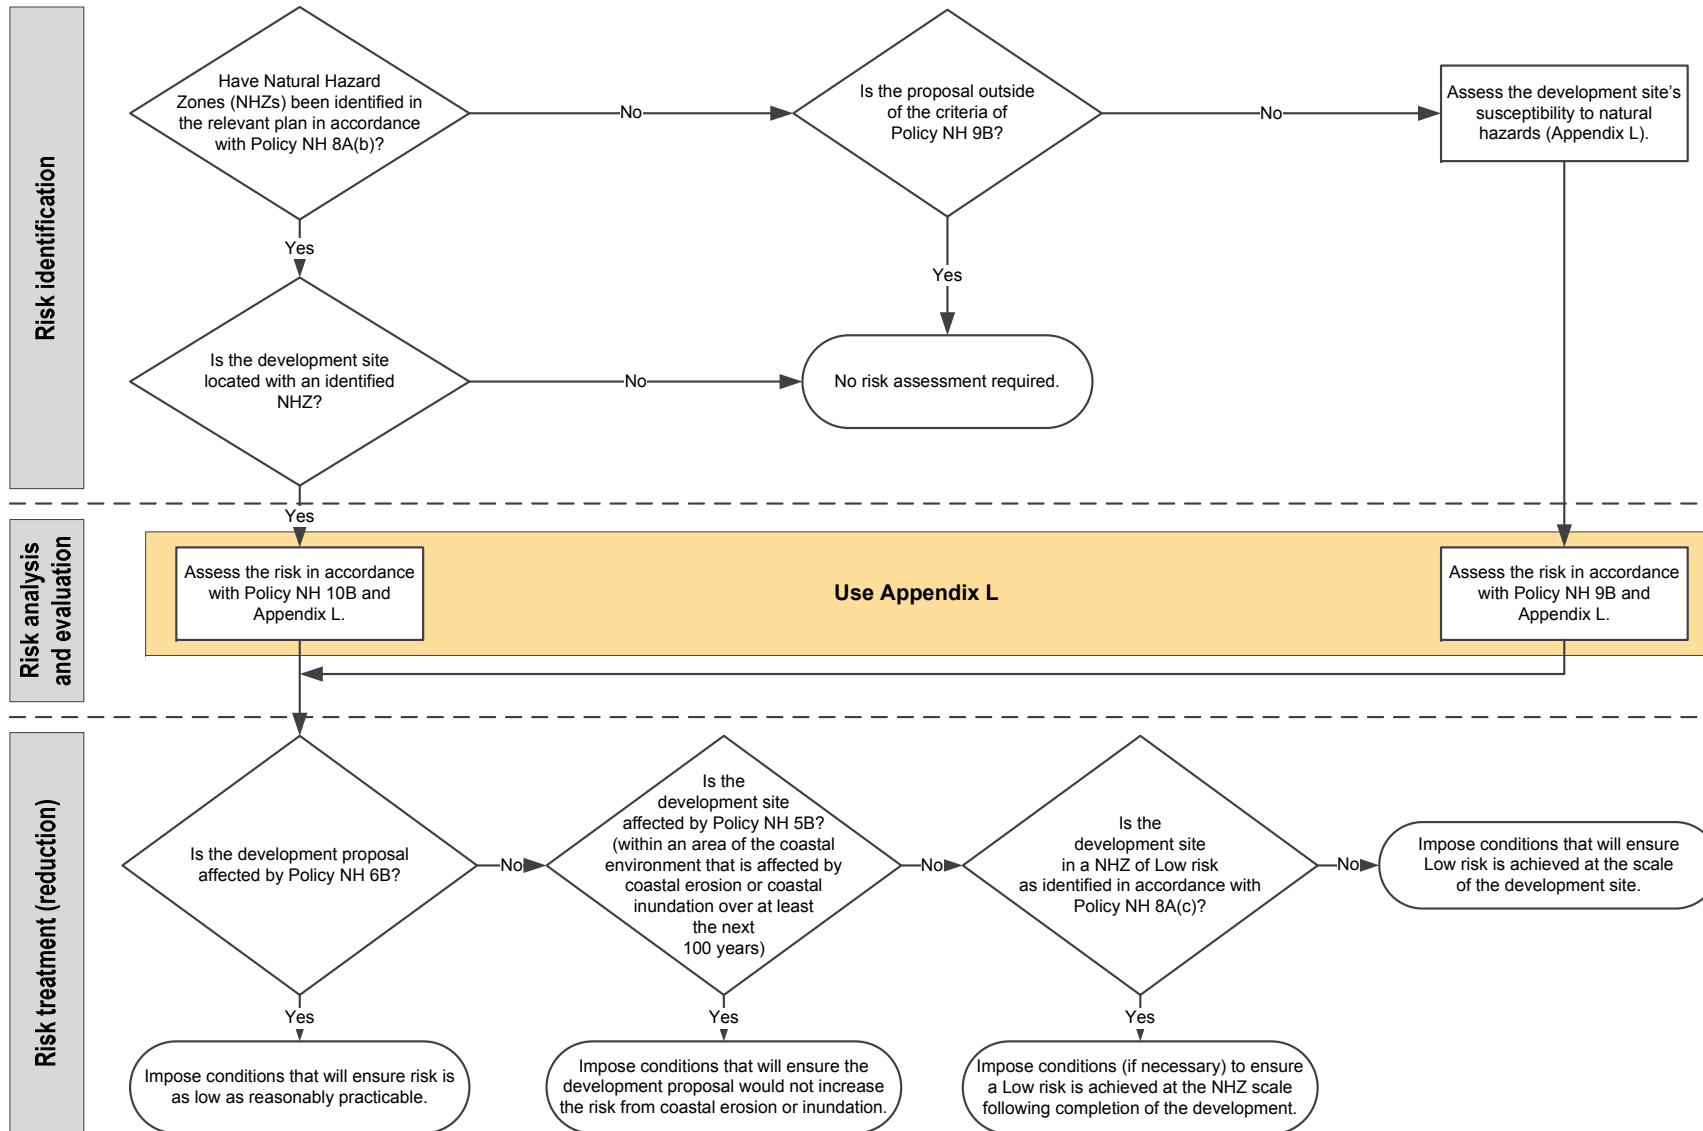 Risk identification
Have Natural Hazard
Zones (NHZs) been identified in
the relevant plan in accordance
with Policy NH 8A(b)?
No
Is the proposal outside
of the criteria of
Policy NH 9B?
No
Assess the development site’s
susceptibility to natural
hazards (Appendix L).
Yes
Yes
Is the development site
located with an identified
NHZ?
No
No risk assessment required.
Yes
Risk analysis
and evaluation
Assess the risk in accordance
with Policy NH 10B and
Appendix L.
Use Appendix L
Assess the risk in accordance
with Policy NH 9B and
Appendix L.
Risk treatment (reduction)
Is the development proposal
affected by Policy NH 6B?
No
Is the
development site
affected by Policy NH 5B?
(within an area of the coastal
environment that is affected by
coastal erosion or coastal
inundation over at least
the next
100 years)
No
Is the
development site
in a NHZ of Low risk
as identified in accordance with
Policy NH 8A(c)?
No
Impose conditions that will ensure
Low risk is achieved at the scale
of the development site.
Yes
Yes
Yes
Impose conditions that will ensure risk is
as low as reasonably practicable.
Impose conditions that will ensure the
development proposal would not increase
the risk from coastal erosion or inundation.
Impose conditions (if necessary) to ensure
a Low risk is achieved at the NHZ scale
following completion of the development.